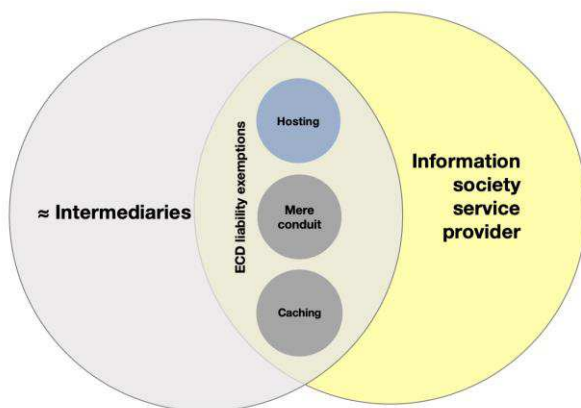 ≈ Intermediaries
ECD liability exemptions
Hosting
Mere
conduit
Caching
Information
society
service
provider